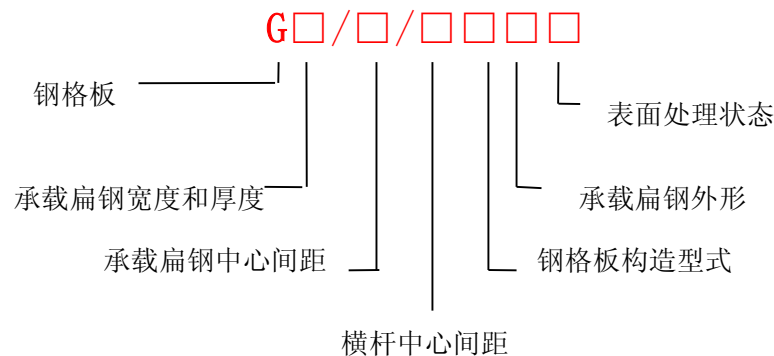 G□/□/□□□□
钢格板
表面处理状态
承载扁钢宽度和厚度
承载扁钢外形
承载扁钢中心间距
钢格板构造型式
横杆中心间距